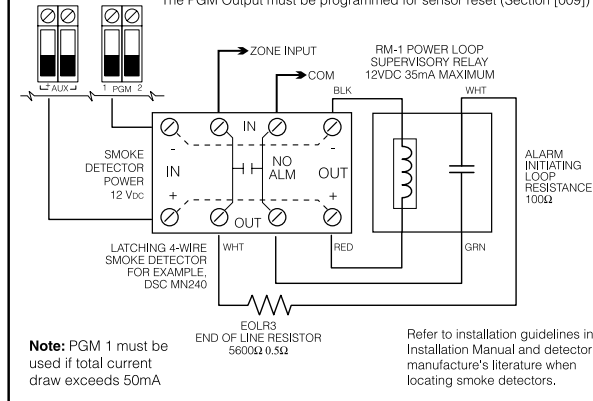 The PGM Output must be programmed for sensor reset (Section [009])
+ AUX -
1 PGM 2
ZONE INPUT
COM
RM-1 POWER LOOP
SUPERVISORY RELAY
12VDC 35mA MAXIMUM
BLK
WHT
IN
- -
SMOKE
DETECTOR
POWER
12 VDC
IN
NO
ALM
OUT
+ +
OUT
ALARM
INITIATING
LOOP
RESISTANCE
100Ω
LATCHING 4-WIRE
SMOKE DETECTOR
FOR EXAMPLE,
DSC MN240
WHT
RED
GRN
EOLR3
END OF LINE RESISTOR
5600Ω 0.5Ω
Note: PGM 1 must be
used if total current
draw exceeds 50mA
Refer to installation guidelines in
Installation Manual and detector
manufacture's literature when
locating smoke detectors.